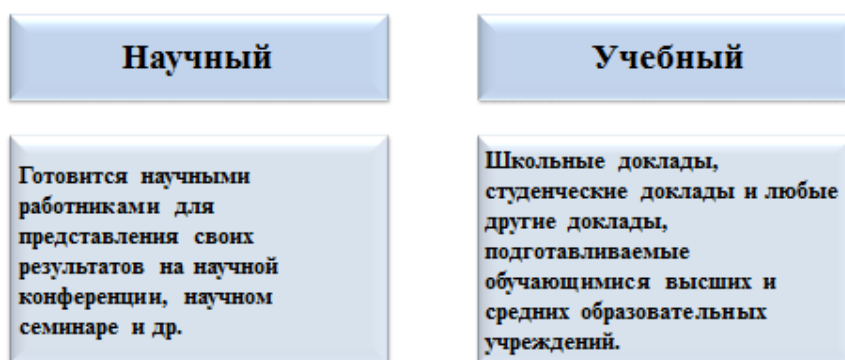 Научный
Учебный
Готовится научными
работниками для
представления своих
результатов на научной
конференции, научном
семинаре и др.
Школьные доклады,
студенческие доклады и любые
другие доклады,
подготавливаемые
обучающимися высших и
средних образовательных
учреждений.